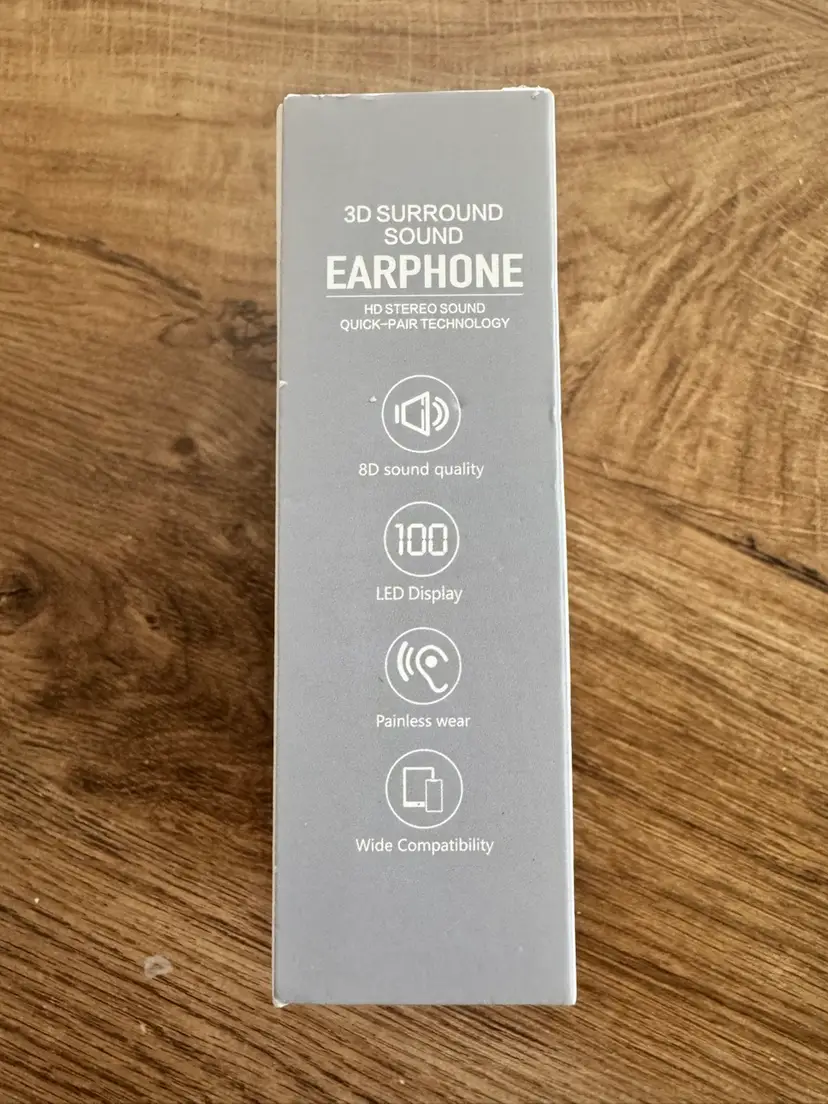 3D SURROUND
SOUND
EARPHONE
HD STEREO SOUND
QUICK-PAIR TECHNOLOGY
8D sound quality
100
LED Display
Painless wear
Wide Compatibility